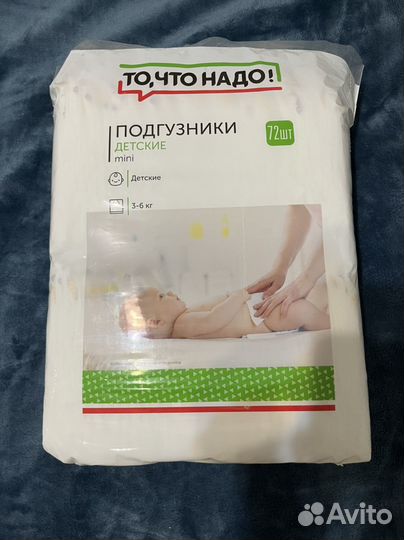 ТО, ЧТО НАДО!
ПОДГУЗНИКИ
ДЕТСКИЕ
mini
72шт
Детские
3-6 кг
Avito